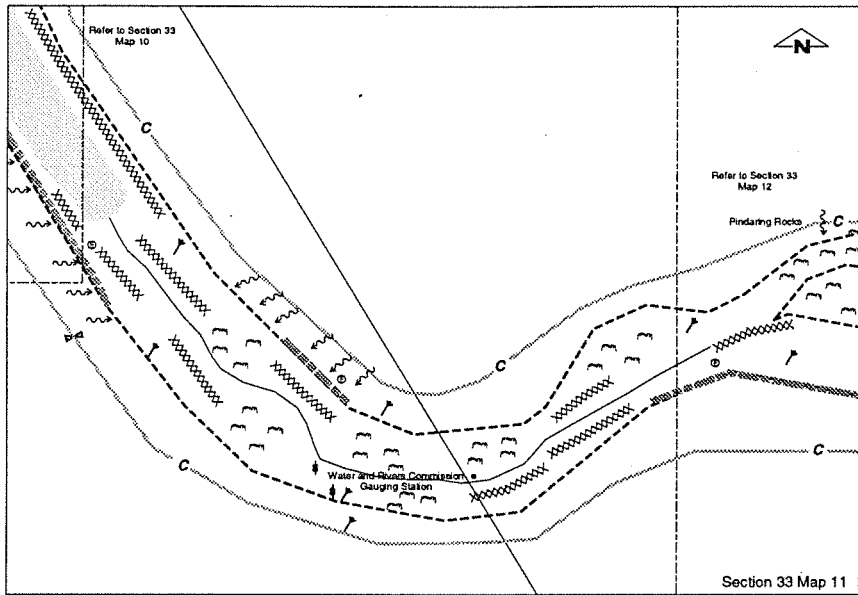 Refer to Section 33
Map 10
N
C
Refer to Section 33
Map 12
Pindaring Rocks
C
C
C
C
Water and Rivers Commission
Gauging Station
Section 33 Map 11